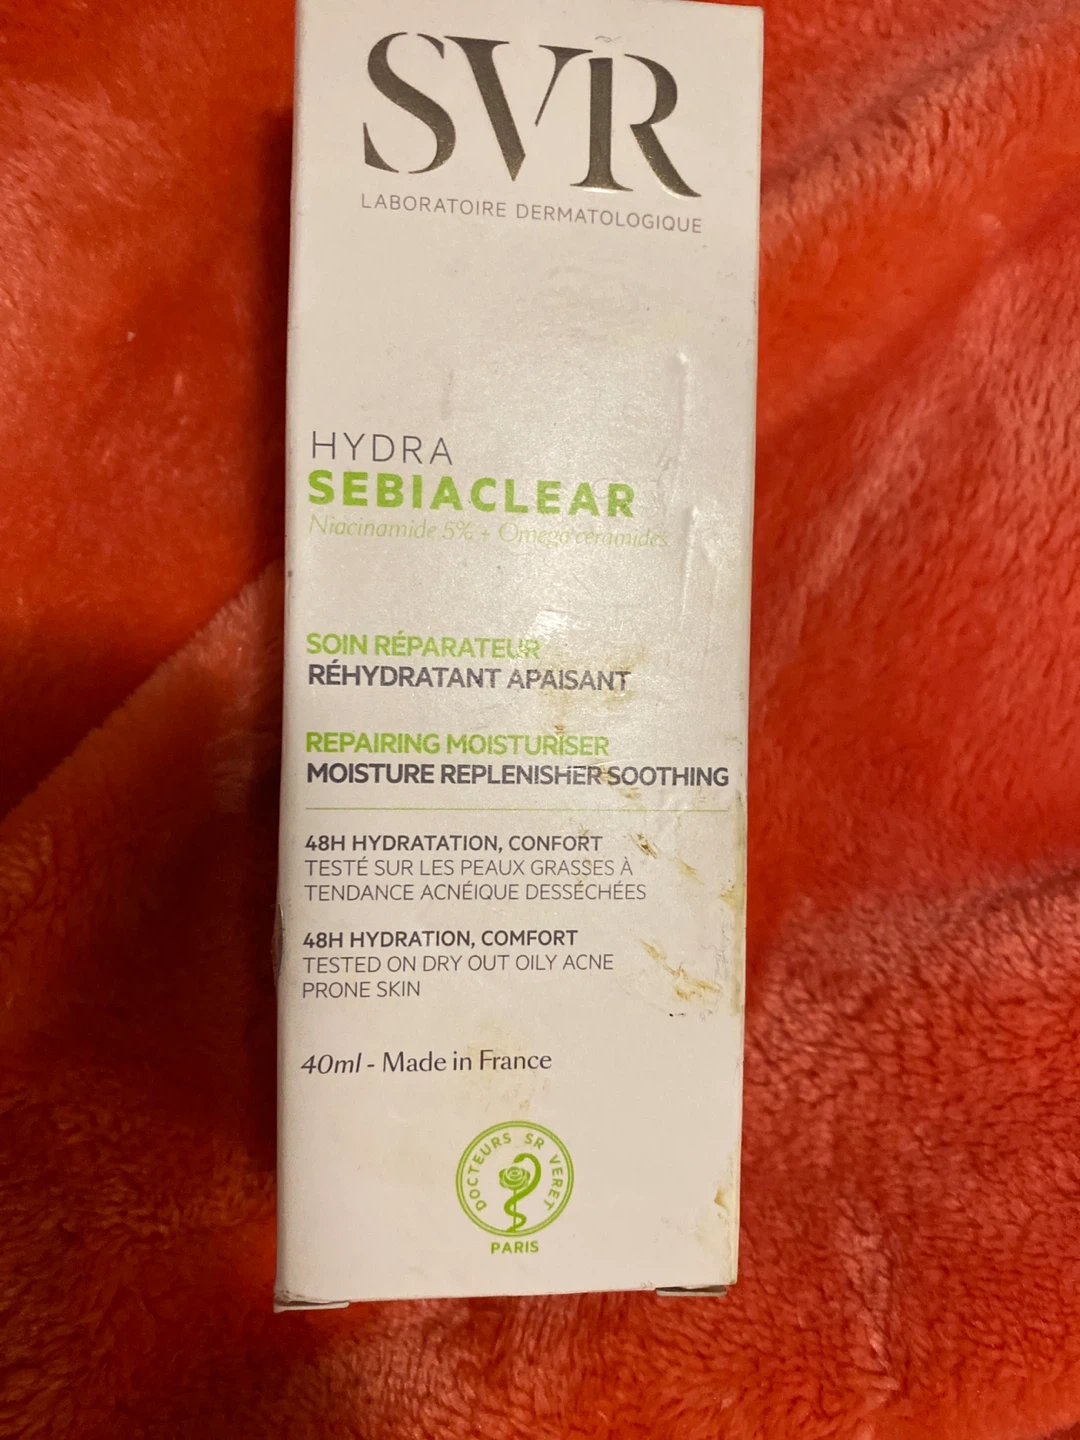 SVR
LABORATOIRE DERMATOLOGIQUE
HYDRA
SEBIACLEAR
Niacinamide 5% + Omega'céramides
SOIN RÉPARATEUR
RÉHYDRATANT APAISANT
REPAIRING MOISTURISER
MOISTURE REPLENISHER SOOTHING
48H HYDRATATION, CONFORT
TESTÉ SUR LES PEAUX GRASSES À
TENDANCE ACNÉIQUE DESSÉCHÉES
48H HYDRATION, COMFORT
TESTED ON DRY OUT OILY ACNE
PRONE SKIN
40ml - Made in France
DOCTEURS SR VERET
PARIS